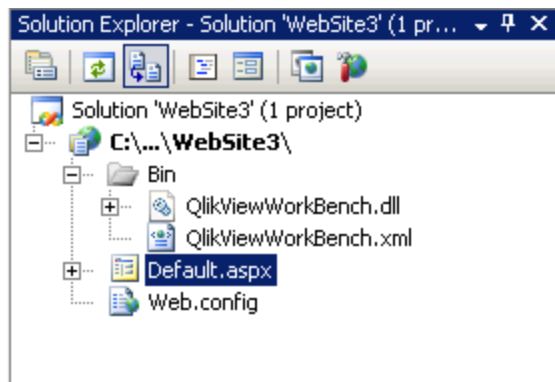 Solution Explorer - Solution 'WebSite3' (1 pr...
Solution 'WebSite3' (1 project)
C:\...\WebSite3\
Bin
QlikViewWorkBench.dll
QlikViewWorkBench.xml
Default.aspx
Web.config